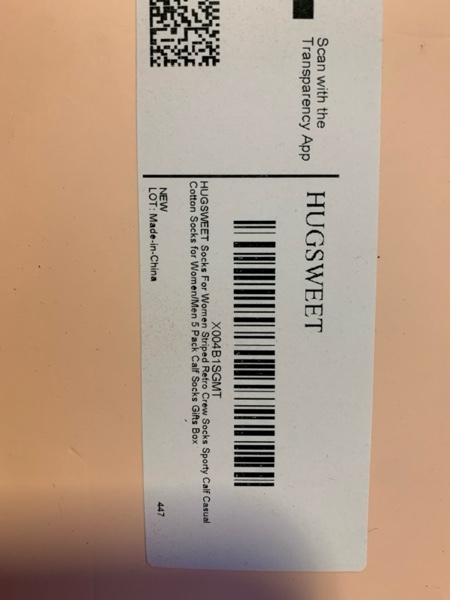 Scan with the
Transparency App
HUGSWEET
X004B1SGMT
HUGSWEET Socks For Women Striped Retro Crew Socks Sporty Calf Casual
Cotton Socks for Women/Men 5 Pack Calf Socks Gifts Box
NEW
LOT: Made-in-China
447